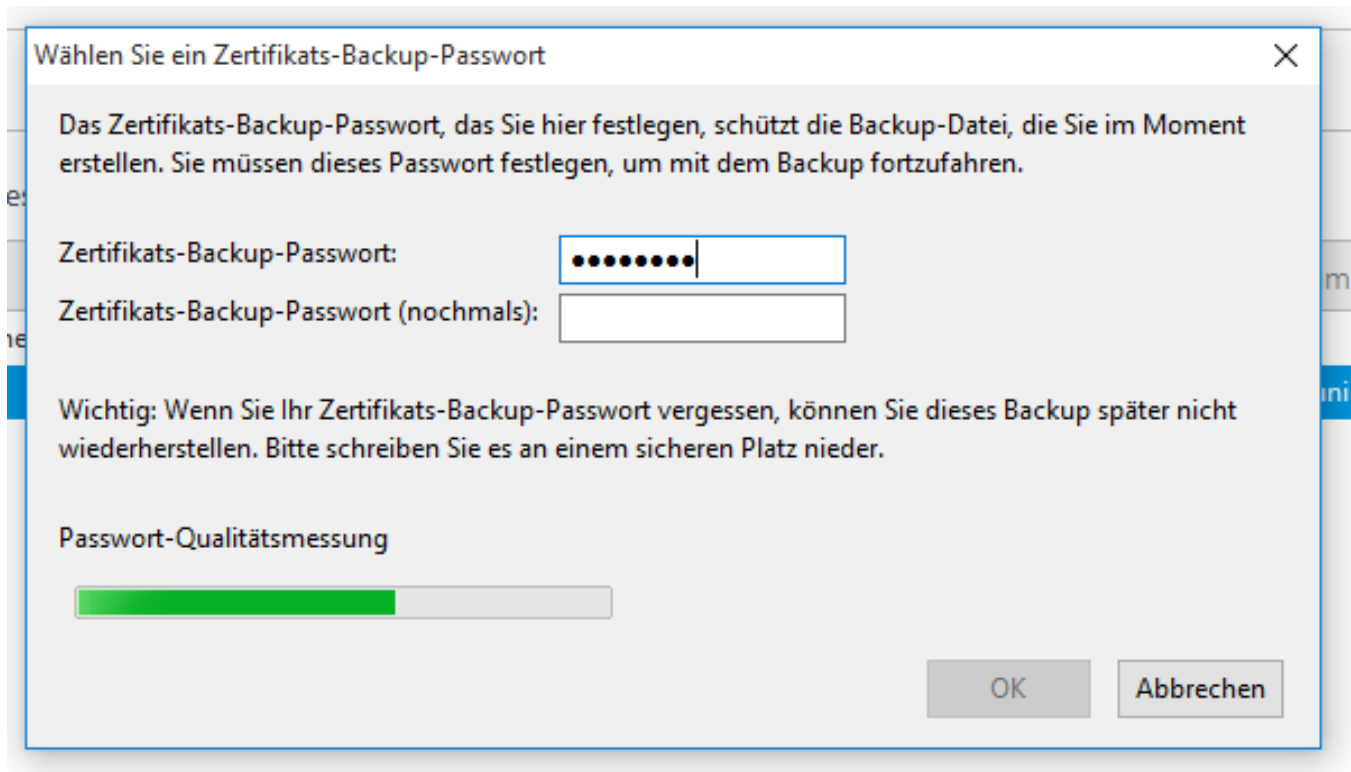 Wählen Sie ein Zertifikats-Backup-Passwort
Das Zertifikats-Backup-Passwort, das Sie hier festlegen, schützt die Backup-Datei, die Sie im Moment
erstellen. Sie müssen dieses Passwort festlegen, um mit dem Backup fortzufahren.
Zertifikats-Backup-Passwort:
Zertifikats-Backup-Passwort (nochmals):
Wichtig: Wenn Sie Ihr Zertifikats-Backup-Passwort vergessen, können Sie dieses Backup später nicht
wiederherstellen. Bitte schreiben Sie es an einem sicheren Platz nieder.
Passwort-Qualitätsmessung
OK Abbrechen